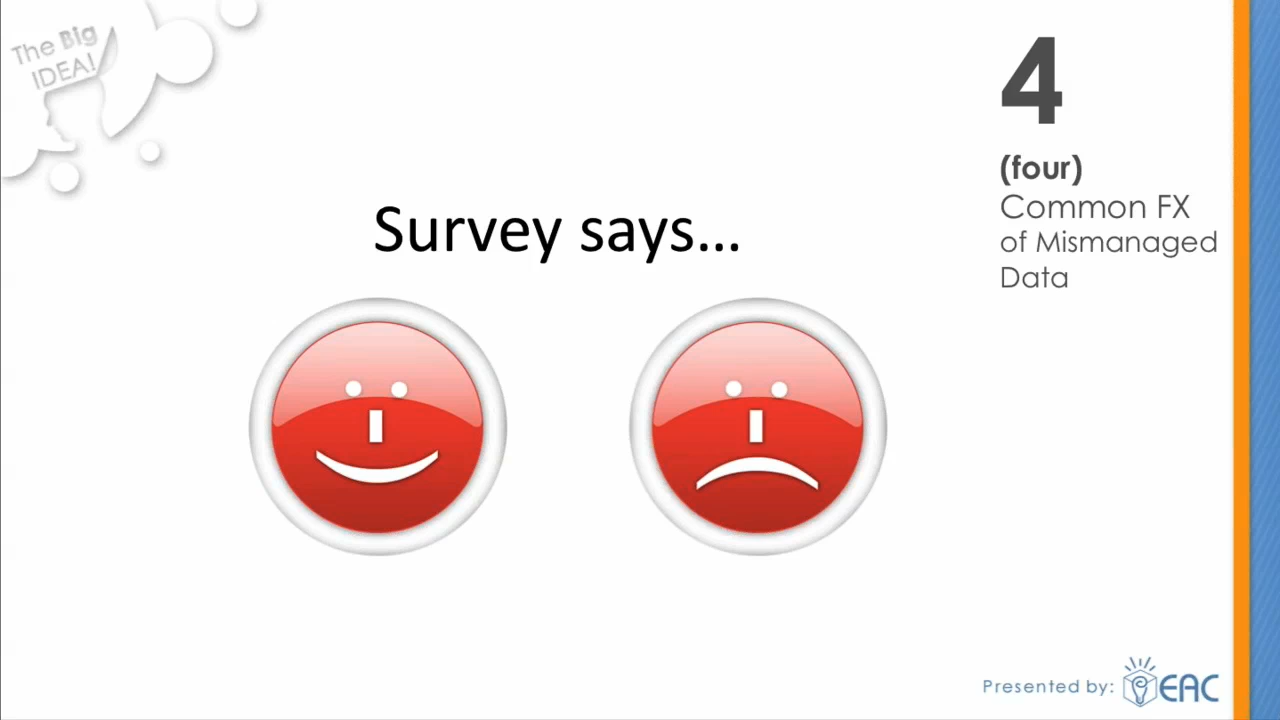 The Big
IDEA!
Survey says...
4
(four)
Common FX
of Mismanaged
Data
Presented by: EAC